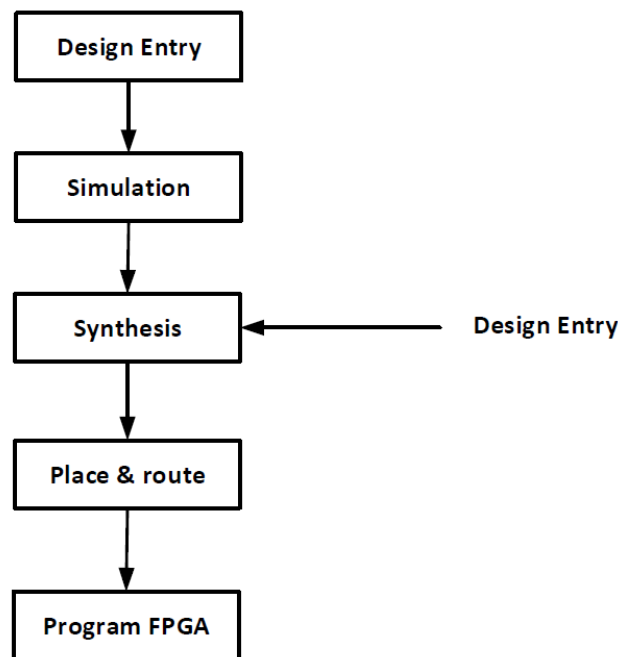 Design Entry
Simulation
Synthesis
Design Entry
Place & route
Program FPGA